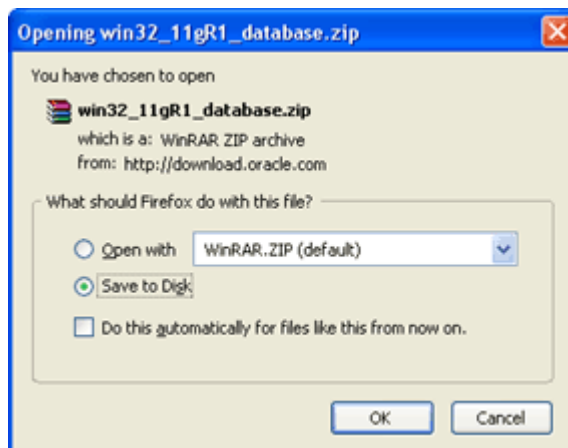 Opening win32_11gR1_database.zip
You have chosen to open
win32_11gR1_database.zip
which is a: WinRAR ZIP archive
from: http://download.oracle.com
What should Firefox do with this file?
Open with WinRAR.ZIP (default)
Save to Disk
Do this automatically for files like this from now on.
OK Cancel